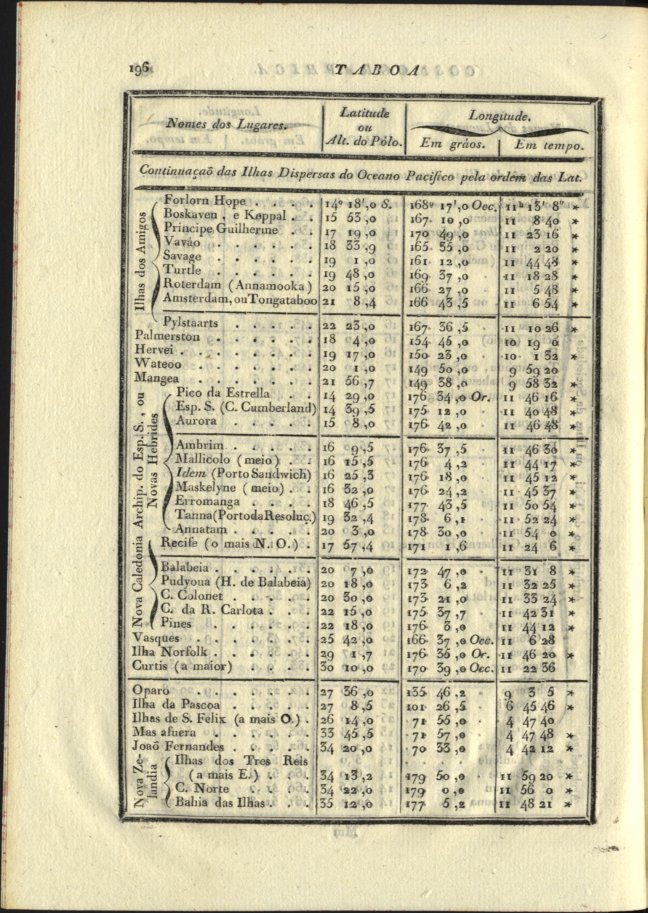 196 TABOA
Nomes dos Lugares. Latitude ou Alt. do Pólo. Longitude.
Em gráos. Em tempo.
Continuaçaõ das Ilhas Dispersas do Oceano Pacifico pela ordem das Lat.
Ilhas dos Amigos
Forlorn Hope . . . . . 14° 18',0 S. 168° 17',0 Occ. 11h 13' 8" *
Boskaven, e Keppal . . 15 53,0 167 10,0 11 8 40 *
Príncipe Guilherme . . 17 19,0 170 49,0 11 23 16 *
Vavao . . . . . 18 33,9 165 35,0 11 2 20 *
Savage . . . . . 19 1,0 161 12,0 11 44 48 *
Turtle . . . . . 19 48,0 169 37,0 11 18 28 *
Roterdam (Annamooka) 20 15,0 166 27,0 11 5 48 *
Amsterdam, ou Tongataboo 21 8,4 166 43,5 11 6 54 *
Pylstaarts . . . . . 22 23,0 167 36,5 11 10 26 *
Palmerston . . . . . 18 4,0 154 45,0 10 19 0
Hervei . . . . . 19 17,0 150 23,0 10 1 32 *
Wateoo . . . . . 20 1,0 149 50,0 9 59 20
Mangea . . . . . 21 56,7 149 38,0 9 58 32 *
Archip. do Esp. S., ou Novas Hebrides
Pico da Estrella . . 14 29,0 176 34,0 Or. 11 46 16 *
Esp. S. (C. Cumberland) 14 39,5 175 12,0 11 40 48 *
Aurora . . . . 15 8,0 176 42,0 11 46 48 *
Ambrim . . . . . 16 9,5 176 37,5 11 46 30 *
Mallicolo (meio) . . 16 15,5 176 4,2 11 44 17 *
Idem (Porto Sandwich) 16 25,3 176 18,0 11 45 12 *
Maskelyne (meio) . . 16 32,0 176 24,2 11 45 37 *
Erromanga . . . . 18 46,5 177 43,5 11 50 54 *
Tanna (Porto da Resoluç.) 19 32,4 178 6,1 11 52 24 *
Annatam . . . . . 20 3,0 178 30,0 11 54 0 *
Nova Caledonia
Recife (o mais N. O.) . 17 57,4 171 1,6 11 24 6 *
Balabeia . . . . . 20 7,0 172 47,0 11 31 8 *
Pudyoua (H. de Balabeia) 20 18,0 173 6,2 11 32 25 *
C. Colonet . . . . 20 30,0 173 21,0 11 33 24 *
C. da R. Carlota . . . 22 15,0 175 37,7 11 42 31 *
Pines . . . . . 22 18,0 176 3,0 11 44 12 *
Vasques . . . . . 25 42,0 166 37,0 Occ. 11 6 28
Ilha Norfolk . . . . 29 1,7 176 35,0 Or. 11 46 20 *
Curtis (a maior) . . . 30 10,0 170 39,0 Occ. 11 22 36
Oparo . . . . . 27 36,0 135 46,2 9 3 5 *
Ilha da Pascoa . . . . 27 8,5 101 26,5 6 45 46 *
Ilhas de S. Felix (a mais O.) . 26 14,0 71 55,0 4 47 40
Mas afuera . . . . . 33 45,5 71 57,0 4 47 48 *
Joaõ Fernandes . . . . 34 20,0 70 33,0 4 42 12 *
Nova Zelandia
Ilhas dos Tres Reis
(a mais E.) . . . 34 13,2 179 50,0 11 59 20 *
C. Norte . . . . 34 22,0 179 0,0 11 56 0 *
Bahia das Ilhas . . . 35 12,0 177 5,2 11 48 21 *